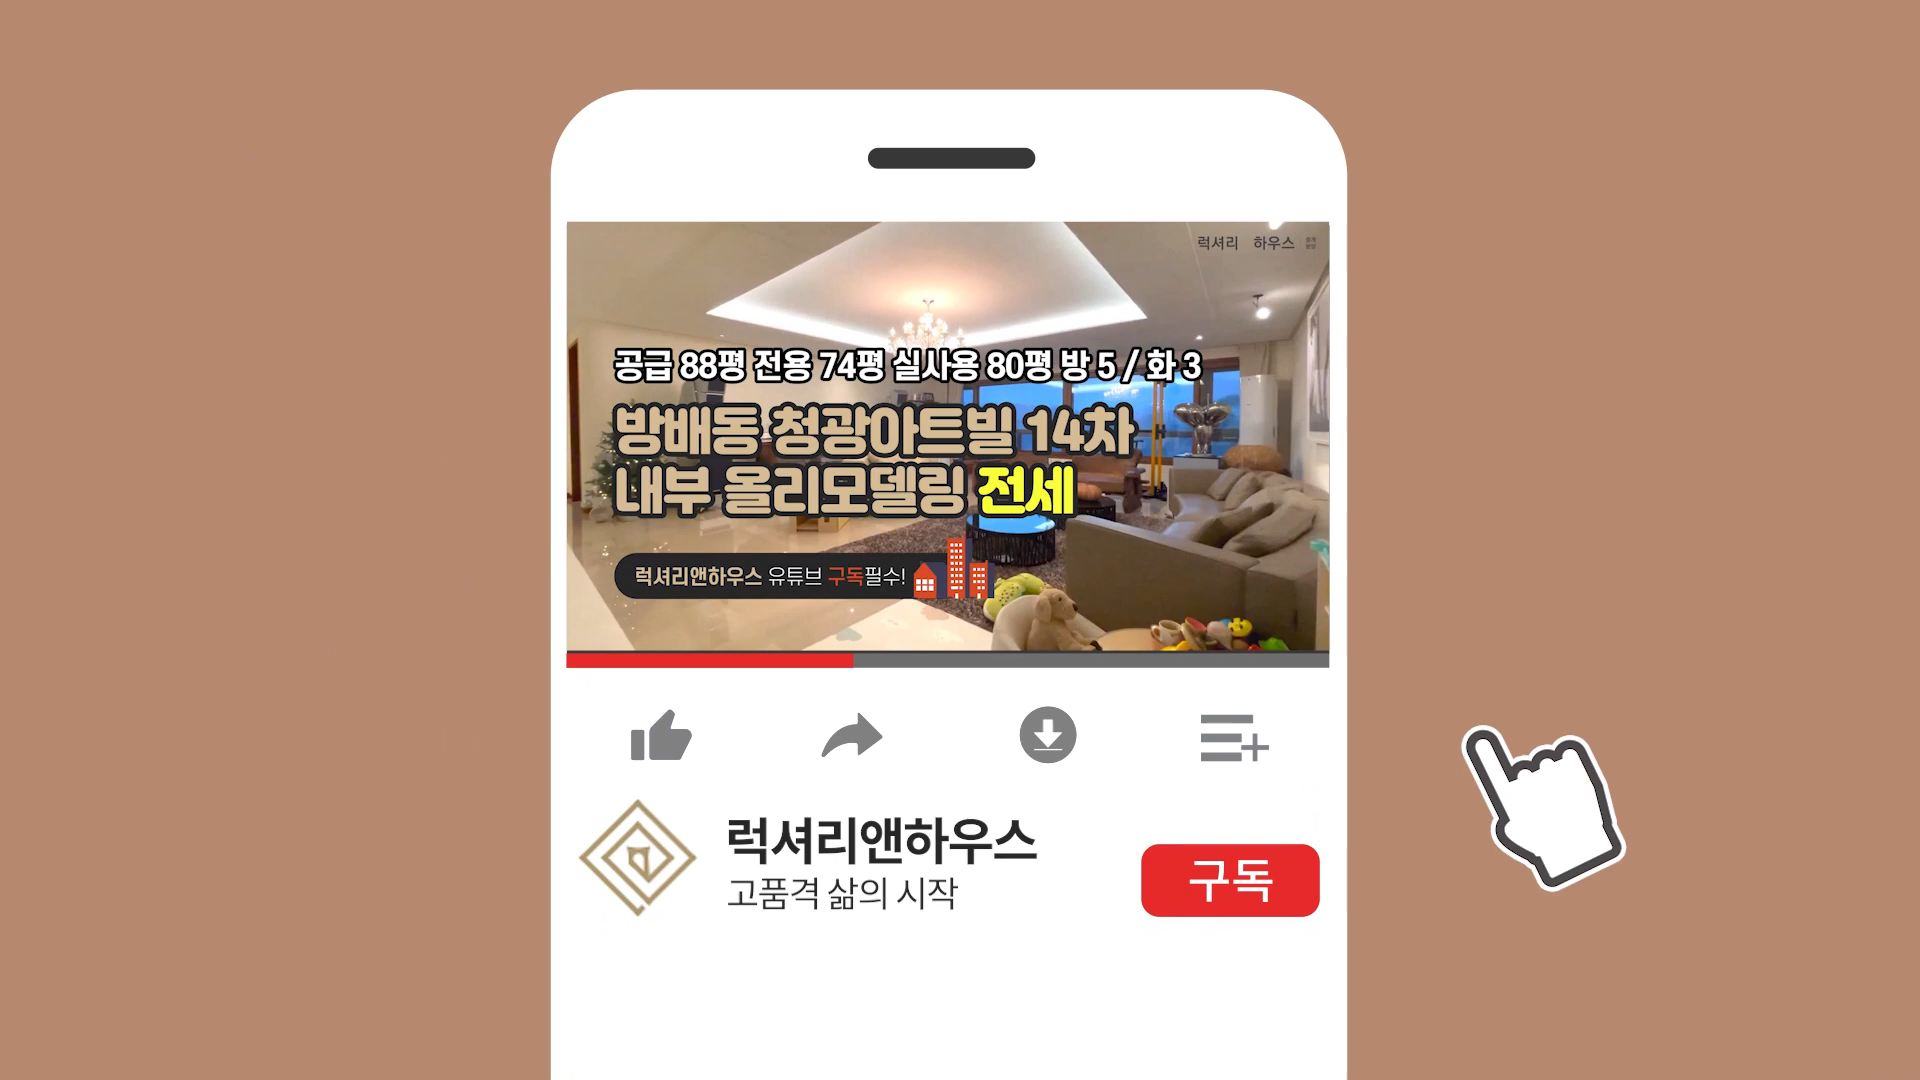 럭셔리 하우스
공급 88평 전용 74평 실사용 80평 방 5 / 화 3
방배동 청광아트빌 14차
내부 올리모델링 전세
럭셔리앤하우스 유튜브 구독필수!
럭셔리앤하우스
고품격 삶의 시작
구독